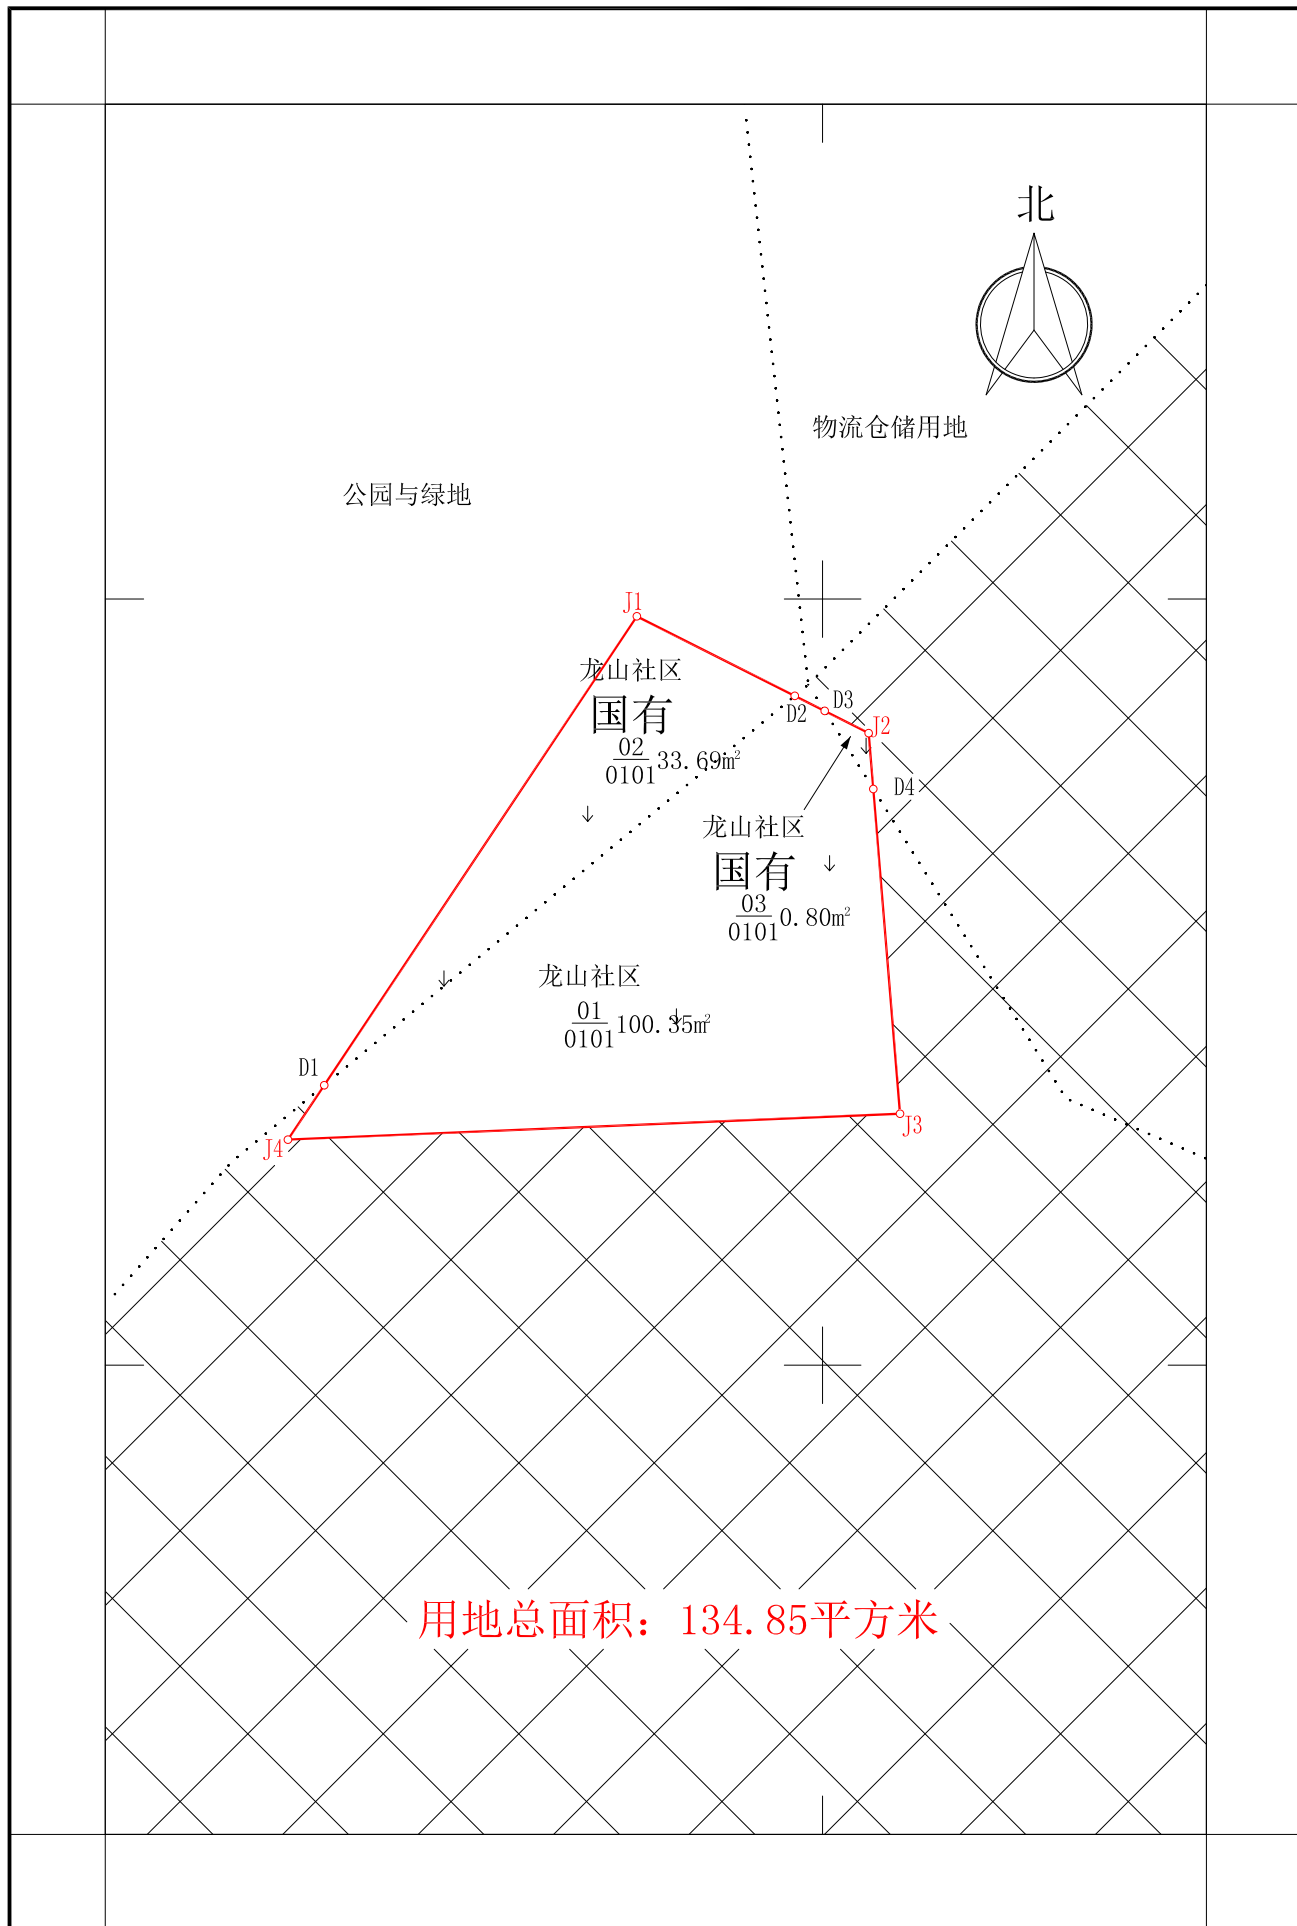 北
物流仓储用地
公园与绿地
J1
龙山社区
国有
02
0101 33.69m²
D2
D3
J2
D4
龙山社区
国有
03
0101 0.80m²
龙山社区
01
0101 100.35m²
D1
J4
J3
用地总面积：134.85平方米